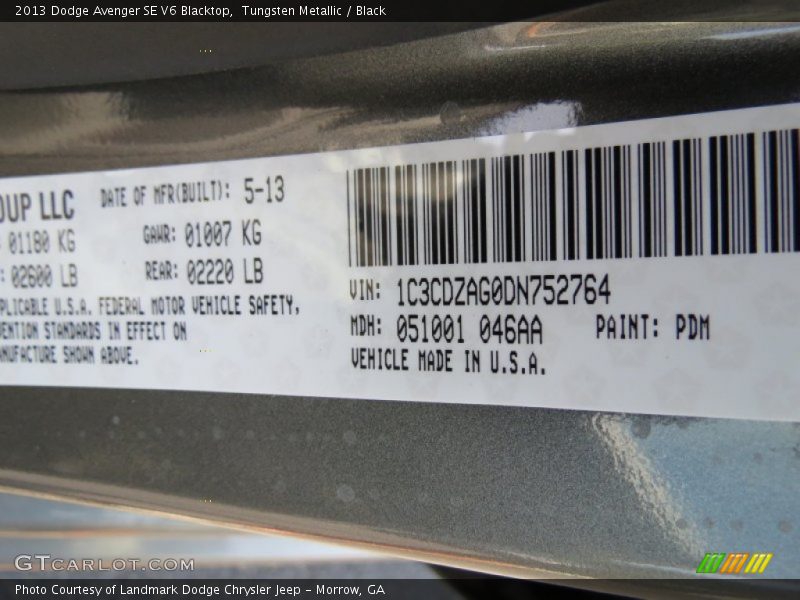 2013 Dodge Avenger SE V6 Blacktop, Tungsten Metallic / Black
OUP LLC DATE OF MFR(BUILT): 5-13
01180 KG GAWR: 01007 KG
: 02600 LB REAR: 02220 LB
PLICABLE U.S.A. FEDERAL MOTOR VEHICLE SAFETY,
VENTION STANDARDS IN EFFECT ON
NUFACTURE SHOWN ABOVE.
VIN: 1C3CDZAG0DN752764
MDH: 051001 046AA PAINT: PDM
VEHICLE MADE IN U.S.A.
GTCARLOT.COM
Photo Courtesy of Landmark Dodge Chrysler Jeep - Morrow, GA